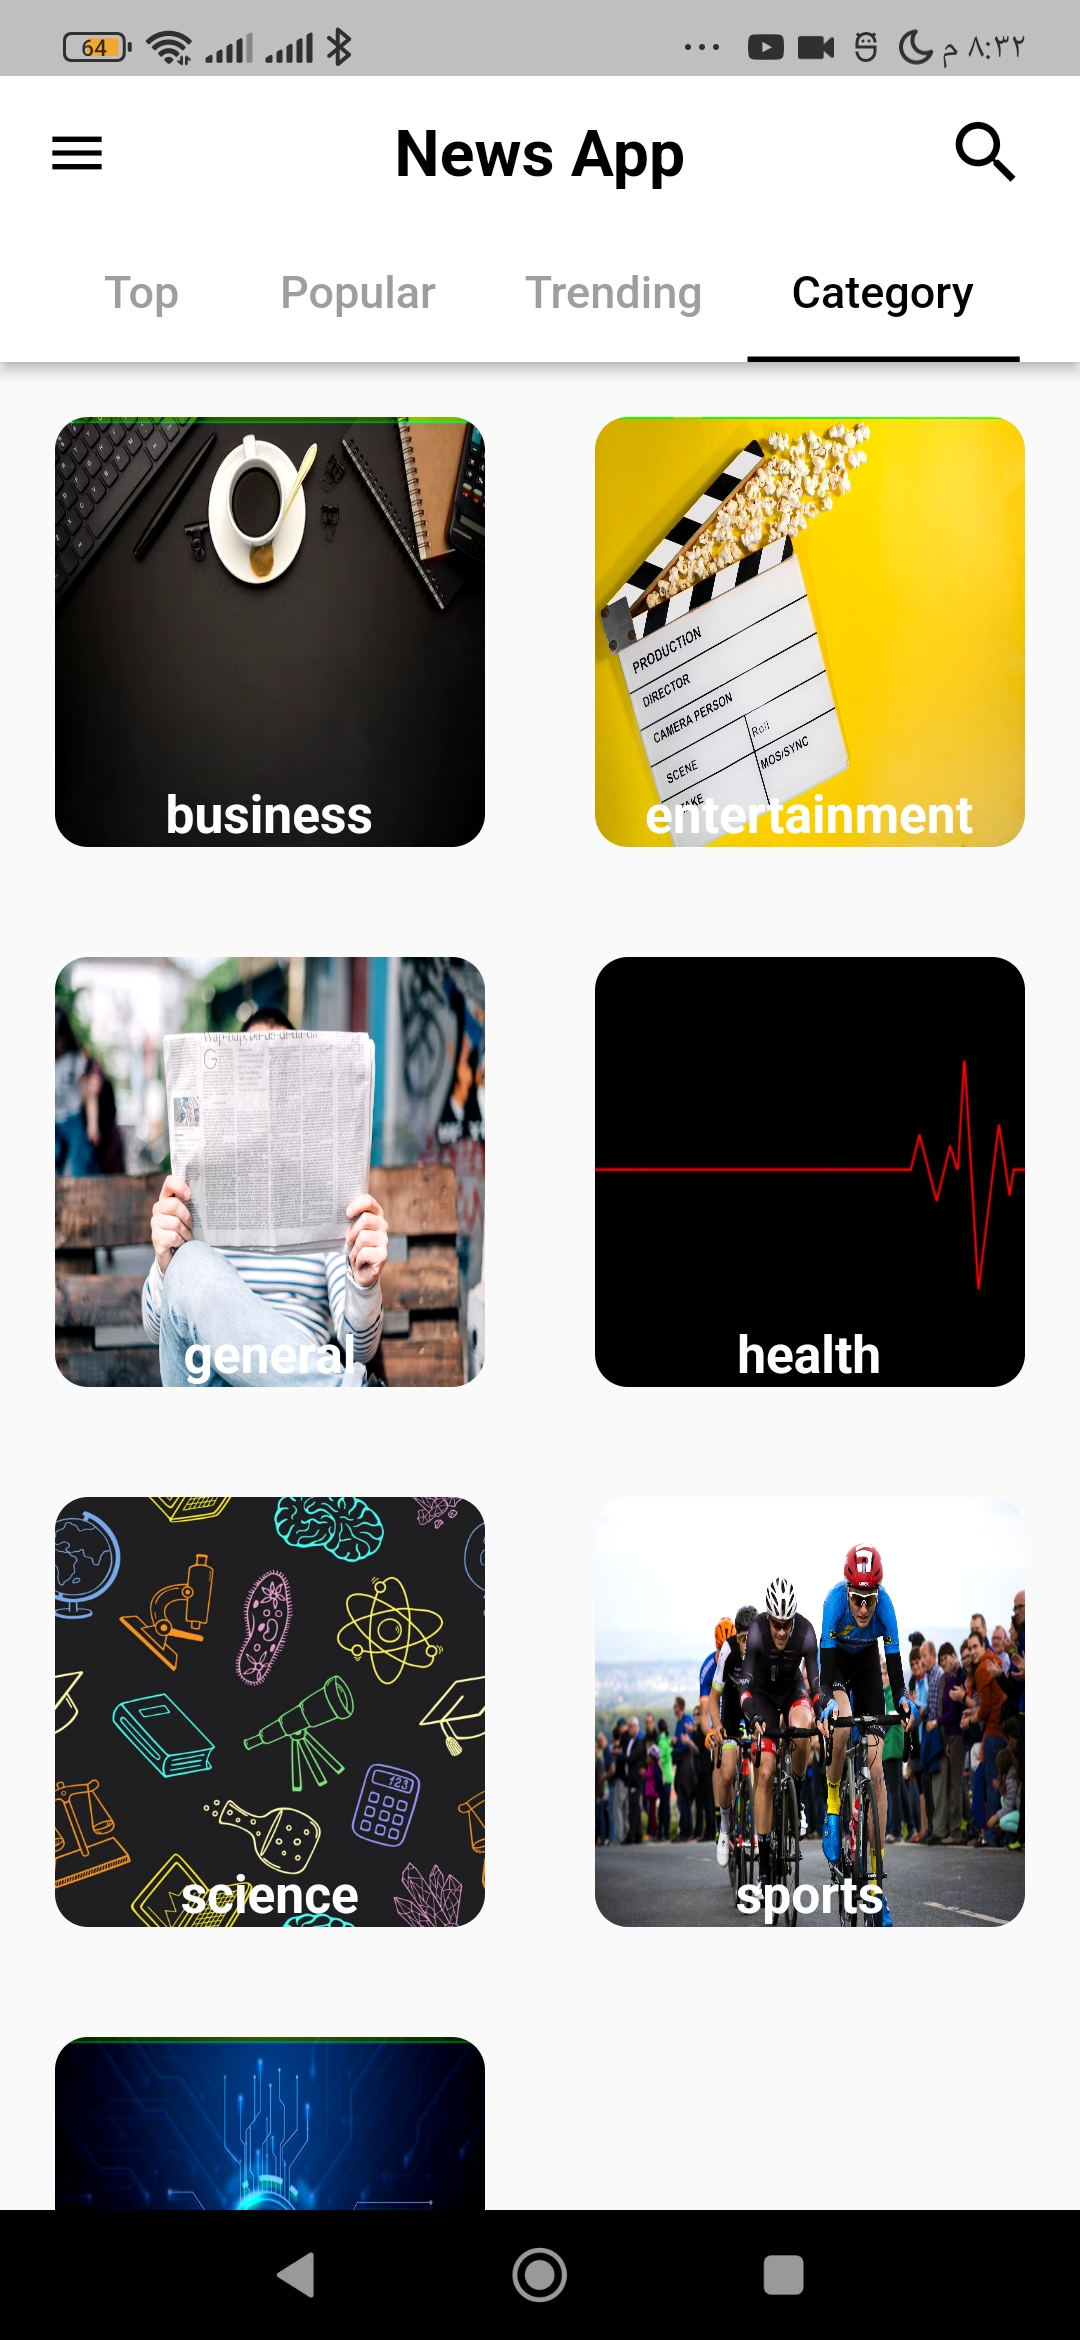 64
م ٨:٣٢
News App
Top Popular Trending Category
PRODUCTION
DIRECTOR
CAMERA PERSON
Roll
SCENE
MOS/SYNC
business
entertainment
G
general
health
123
science
sports